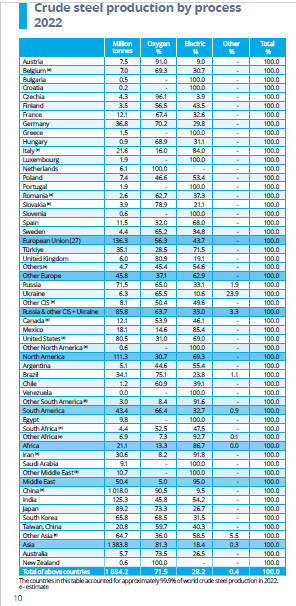 Crude steel production by process
2022
Million Oxygen Electric Other Total
tonnes % % % %
Austria 7.5 91.0 9.0 - 100.0
Belgium (e) 7.0 69.3 30.7 - 100.0
Bulgaria 0.5 - 100.0 - 100.0
Croatia 0.2 - 100.0 - 100.0
Czechia 4.3 96.1 3.9 - 100.0
Finland 3.5 56.5 43.5 - 100.0
France 12.1 67.4 32.6 - 100.0
Germany 36.8 70.2 29.8 - 100.0
Greece 1.5 - 100.0 - 100.0
Hungary 0.9 68.9 31.1 - 100.0
Italy (e) 21.6 16.0 84.0 - 100.0
Luxembourg 1.9 - 100.0 - 100.0
Netherlands 6.1 100.0 - - 100.0
Poland 7.4 46.6 53.4 - 100.0
Portugal 1.9 - 100.0 - 100.0
Romania (e) 2.6 62.7 37.3 - 100.0
Slovakia (e) 3.9 78.9 21.1 - 100.0
Slovenia 0.6 - 100.0 - 100.0
Spain 11.5 32.0 68.0 - 100.0
Sweden 4.4 65.2 34.8 - 100.0
European Union (27) 136.3 56.3 43.7 - 100.0
Türkiye 35.1 28.5 71.5 - 100.0
United Kingdom 6.0 80.9 19.1 - 100.0
Others (e) 4.7 45.4 54.6 - 100.0
Other Europe 45.8 37.1 62.9 - 100.0
Russia 71.5 65.0 33.1 1.9 100.0
Ukraine 6.3 65.5 10.6 23.9 100.0
Other CIS (e) 8.1 50.4 49.6 - 100.0
Russia & other CIS + Ukraine 85.8 63.7 33.0 3.3 100.0
Canada (e) 12.1 53.9 46.1 - 100.0
Mexico 18.1 14.6 85.4 - 100.0
United States (e) 80.5 31.0 69.0 - 100.0
Other North America (e) 0.6 - 100.0 - 100.0
North America 111.3 30.7 69.3 - 100.0
Argentina 5.1 44.6 55.4 - 100.0
Brazil 34.1 75.1 23.8 1.1 100.0
Chile 1.2 60.9 39.1 - 100.0
Venezuela 0.0 - 100.0 - 100.0
Other South America (e) 3.0 8.4 91.6 - 100.0
South America 43.4 66.4 32.7 0.9 100.0
Egypt 9.8 - 100.0 - 100.0
South Africa (e) 4.4 52.5 47.5 - 100.0
Other Africa (e) 6.9 7.3 92.7 0.1 100.0
Africa 21.1 13.3 86.7 0.0 100.0
Iran (e) 30.6 8.2 91.8 - 100.0
Saudi Arabia 9.1 - 100.0 - 100.0
Other Middle East (e) 10.7 - 100.0 - 100.0
Middle East 50.4 5.0 95.0 - 100.0
China (e) 1 018.0 90.5 9.5 - 100.0
India 125.3 45.8 54.2 - 100.0
Japan 89.2 73.3 26.7 - 100.0
South Korea 65.8 68.5 31.5 - 100.0
Taiwan, China 20.8 59.7 40.3 - 100.0
Other Asia (e) 64.7 36.0 58.5 5.5 100.0
Asia 1 383.8 81.3 18.4 0.3 100.0
Australia 5.7 73.5 26.5 - 100.0
New Zealand 0.6 100.0 - - 100.0
Total of above countries 1 884.2 71.5 28.2 0.4 100.0
The countries in this table accounted for approximately 99.9% of world crude steel production in 2022.
e - estimate
10